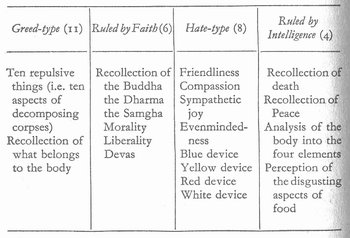 Greed-type (11)
Ten repulsive
things (i.e. ten
aspects of
decomposing
corpses)
Recollection of
what belongs
to the body
Ruled by Faith (6)
Recollection of
the Buddha
the Dharma
the Samgha
Morality
Liberality
Devas
Hate-type (8)
Friendliness
Compassion
Sympathetic
joy
Evenminded-
ness
Blue device
Yellow device
Red device
White device
Ruled by
Intelligence (4)
Recollection of
death
Recollection of
Peace
Analysis of the
body into the
four elements
Perception of
the disgusting
aspects of
food